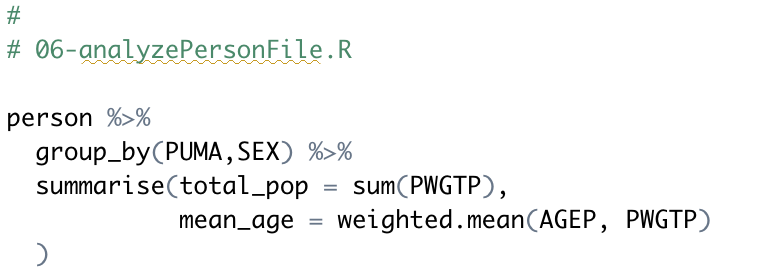 #
# 06-analyzePersonFile.R
person %>%
group_by(PUMA,SEX) %>%
summarise(total_pop = sum(PWGTP),
mean_age = weighted.mean(AGEP, PWGTP)
)